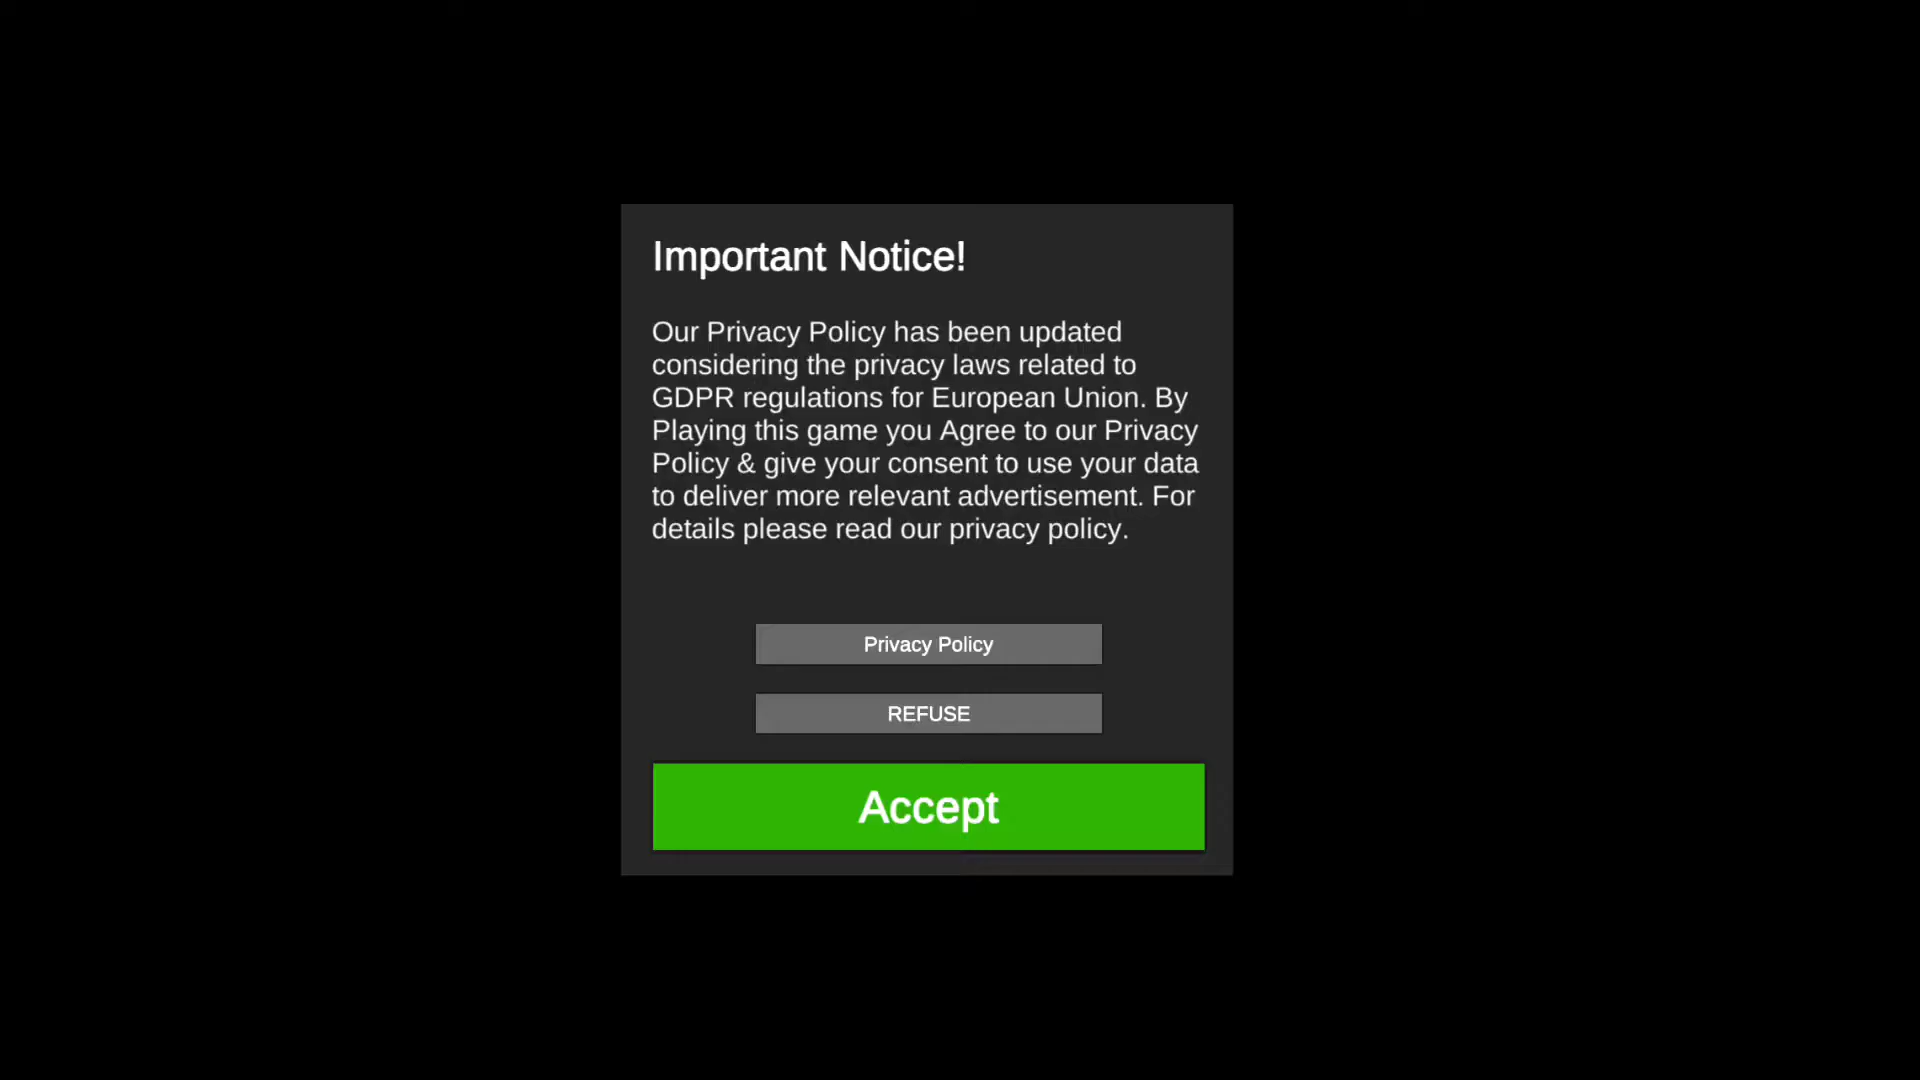 Important Notice!
Our Privacy Policy has been updated
considering the privacy laws related to
GDPR regulations for European Union. By
Playing this game you Agree to our Privacy
Policy & give your consent to use your data
to deliver more relevant advertisement. For
details please read our privacy policy.
Privacy Policy
REFUSE
Accept